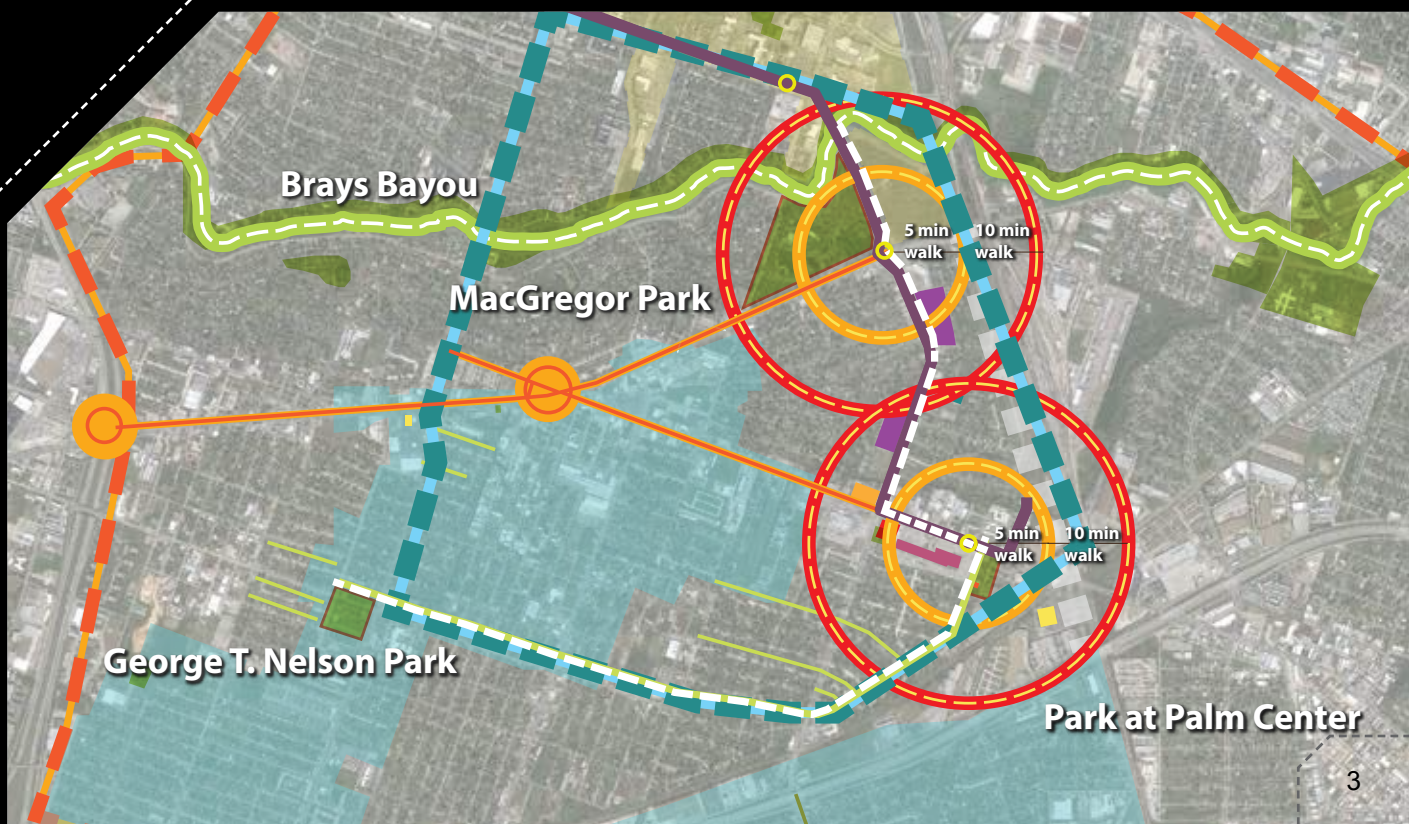 Brays Bayou
5 min
walk
10 min
walk
MacGregor Park
5 min
walk
10 min
walk
George T. Nelson Park
Park at Palm Center
3